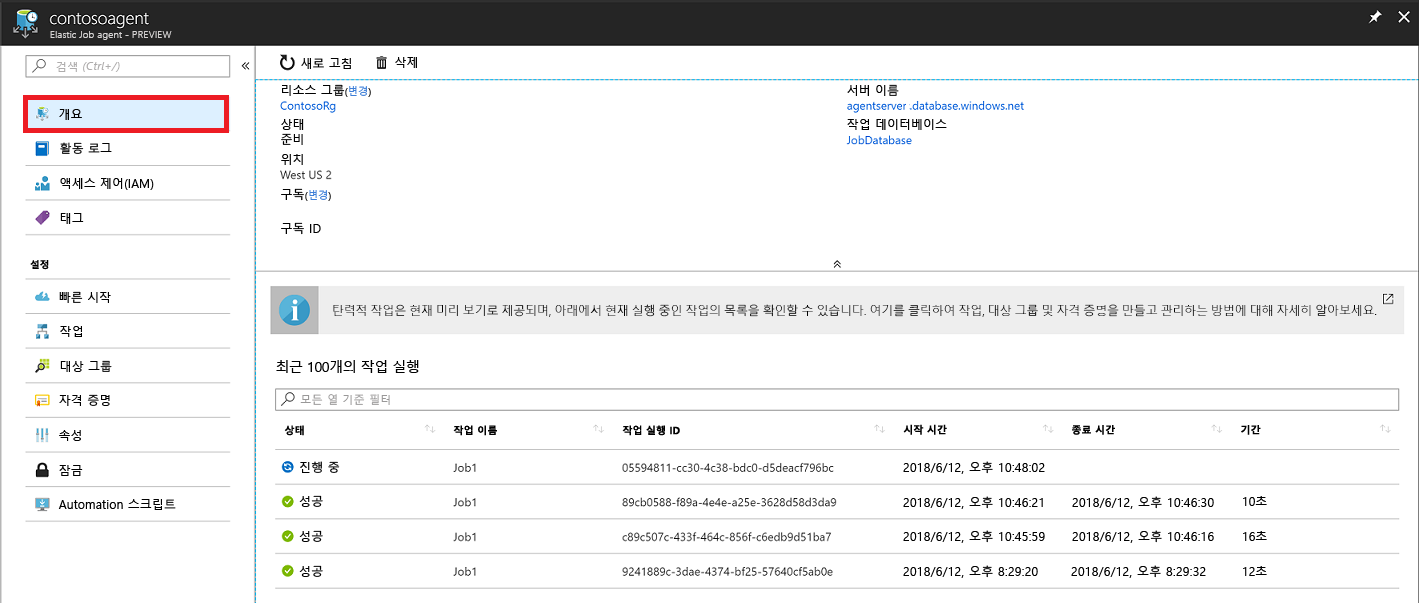 contosoagent
Elastic Job agent - PREVIEW
검색 (Ctrl+/)
«
개요
활동 로그
액세스 제어(IAM)
태그
설정
빠른 시작
작업
대상 그룹
자격 증명
속성
잠금
Automation 스크립트
새로 고침 삭제
리소스 그룹(변경)
ContosoRg
상태
준비
위치
West US 2
구독(변경)
구독 ID
서버 이름
agentserver .database.windows.net
작업 데이터베이스
JobDatabase
탄력적 작업은 현재 미리 보기로 제공되며, 아래에서 현재 실행 중인 작업의 목록을 확인할 수 있습니다. 여기를 클릭하여 작업, 대상 그룹 및 자격 증명을 만들고 관리하는 방법에 대해 자세히 알아보세요.
최근 100개의 작업 실행
모든 열 기준 필터
상태 작업 이름 작업 실행 ID 시작 시간 종료 시간 기간
진행 중 Job1 05594811-cc30-4c38-bdc0-d5deacf796bc 2018/6/12, 오후 10:48:02
성공 Job1 89cb0588-f89a-4e4e-a25e-3628d58d3da9 2018/6/12, 오후 10:46:21 2018/6/12, 오후 10:46:30 10초
성공 Job1 c89c507c-433f-464c-856f-c6edb9d51ba7 2018/6/12, 오후 10:45:59 2018/6/12, 오후 10:46:16 16초
성공 Job1 9241889c-3dae-4374-bf25-57640cf5ab0e 2018/6/12, 오후 8:29:20 2018/6/12, 오후 8:29:32 12초